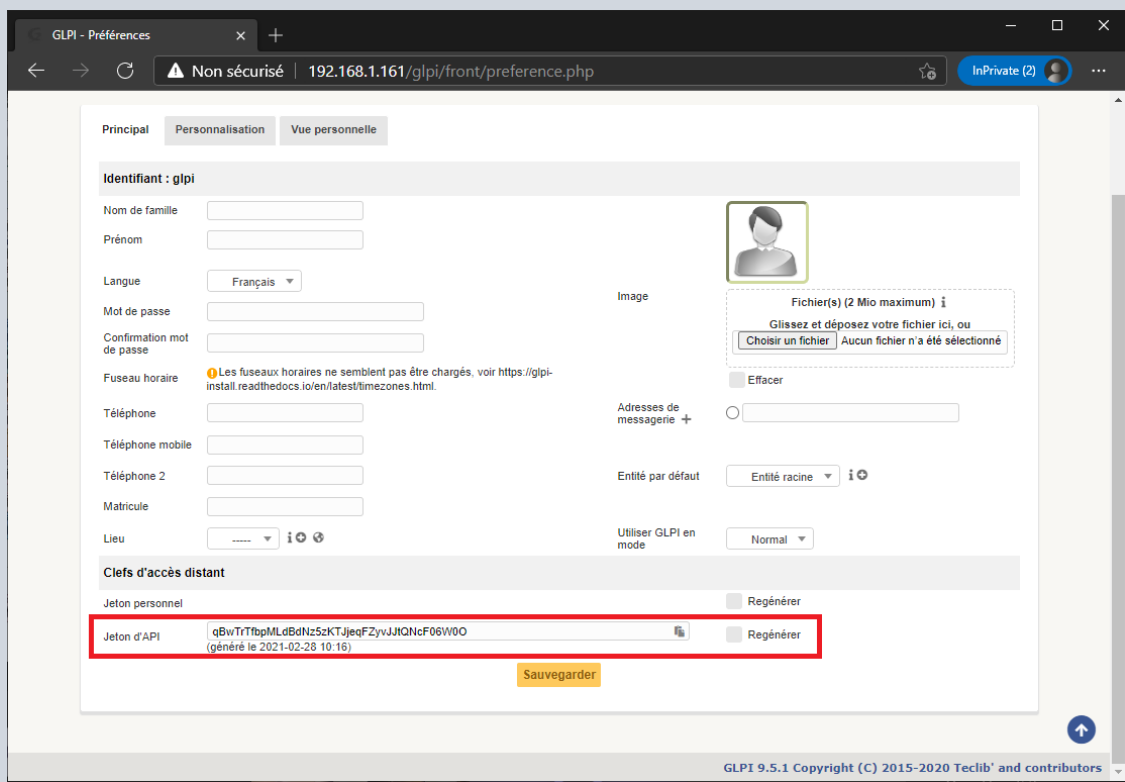 GLPI - Préférences
Non sécurisé | 192.168.1.161/glpi/front/preference.php
InPrivate (2)
Principal Personnalisation Vue personnelle
Identifiant : glpi
Nom de famille
Prénom
Langue Français
Mot de passe
Confirmation mot
de passe
Fuseau horaire Les fuseaux horaires ne semblent pas être chargés, voir https://glpi-
install.readthedocs.io/en/latest/timezones.html.
Téléphone
Téléphone mobile
Téléphone 2
Matricule
Lieu -----
Image
Fichier(s) (2 Mio maximum)
Glissez et déposez votre fichier ici, ou
Choisir un fichier Aucun fichier n'a été sélectionné
Effacer
Adresses de
messagerie
Entité par défaut Entité racine
Utiliser GLPI en
mode Normal
Clefs d'accès distant
Jeton personnel Regénérer
Jeton d'API qBwTrTfbpMLdBdNz5zKTJjeqFZyvJJtQNcF06W0O Regénérer
(généré le 2021-02-28 10:16)
Sauvegarder
GLPI 9.5.1 Copyright (C) 2015-2020 Teclib' and contributors